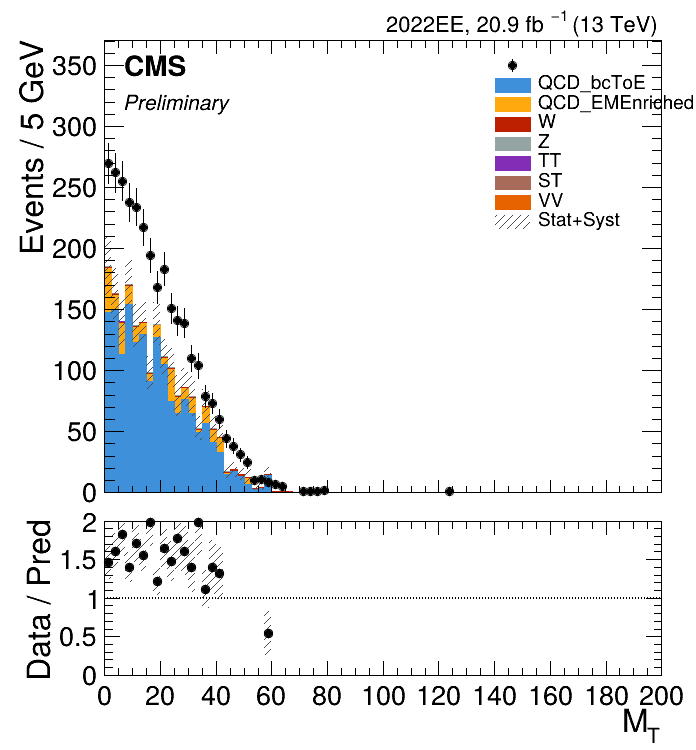 2022EE, 20.9 fb⁻¹ (13 TeV)
CMS
Preliminary
QCD_bcToE
QCD_EMEnriched
W
Z
TT
ST
VV
Stat+Syst
Events / 5 GeV
350
300
250
200
150
100
50
0
Data / Pred
2
1.5
1
0.5
0
0 20 40 60 80 100 120 140 160 180 200
M_T